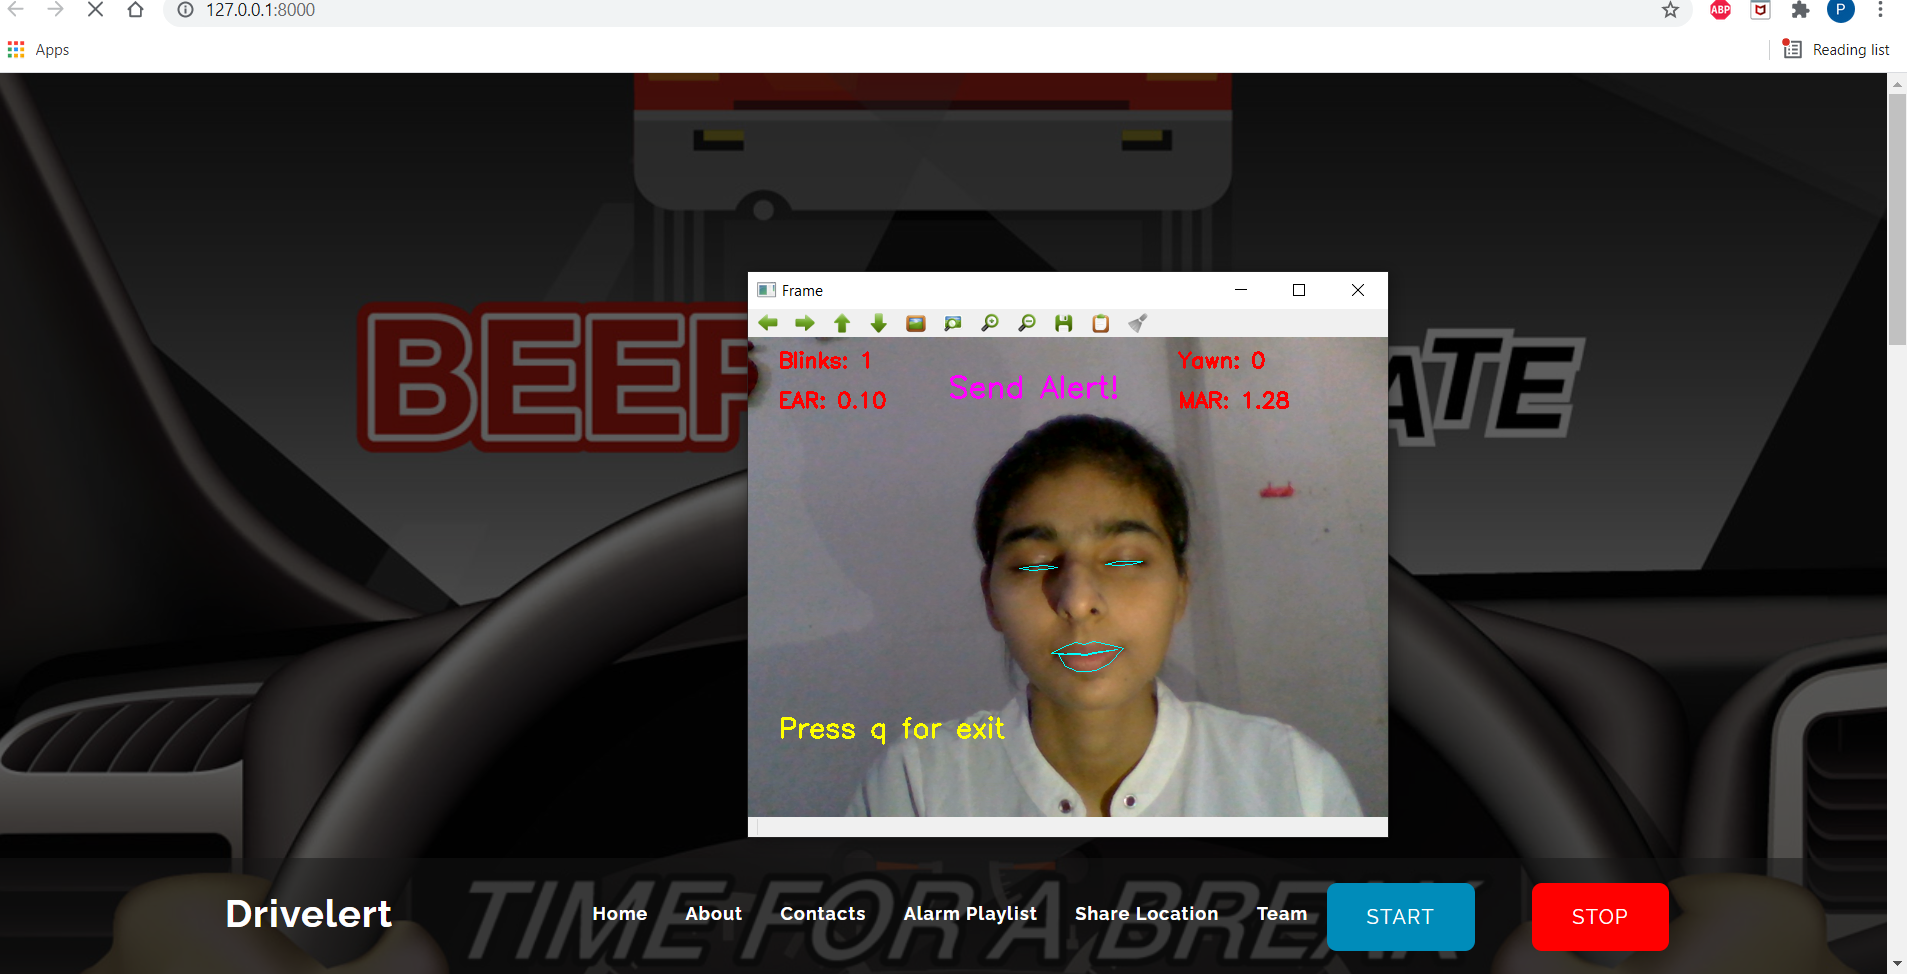 127.0.0.1:8000
ABP
P
Apps
Reading list
BEEP
ATE
Frame
Blinks: 1
Yawn: 0
Send Alert!
EAR: 0.10
MAR: 1.28
Press q for exit
TIME FOR A BREAK
Drivelert
Home
About
Contacts
Alarm Playlist
Share Location
Team
START
STOP